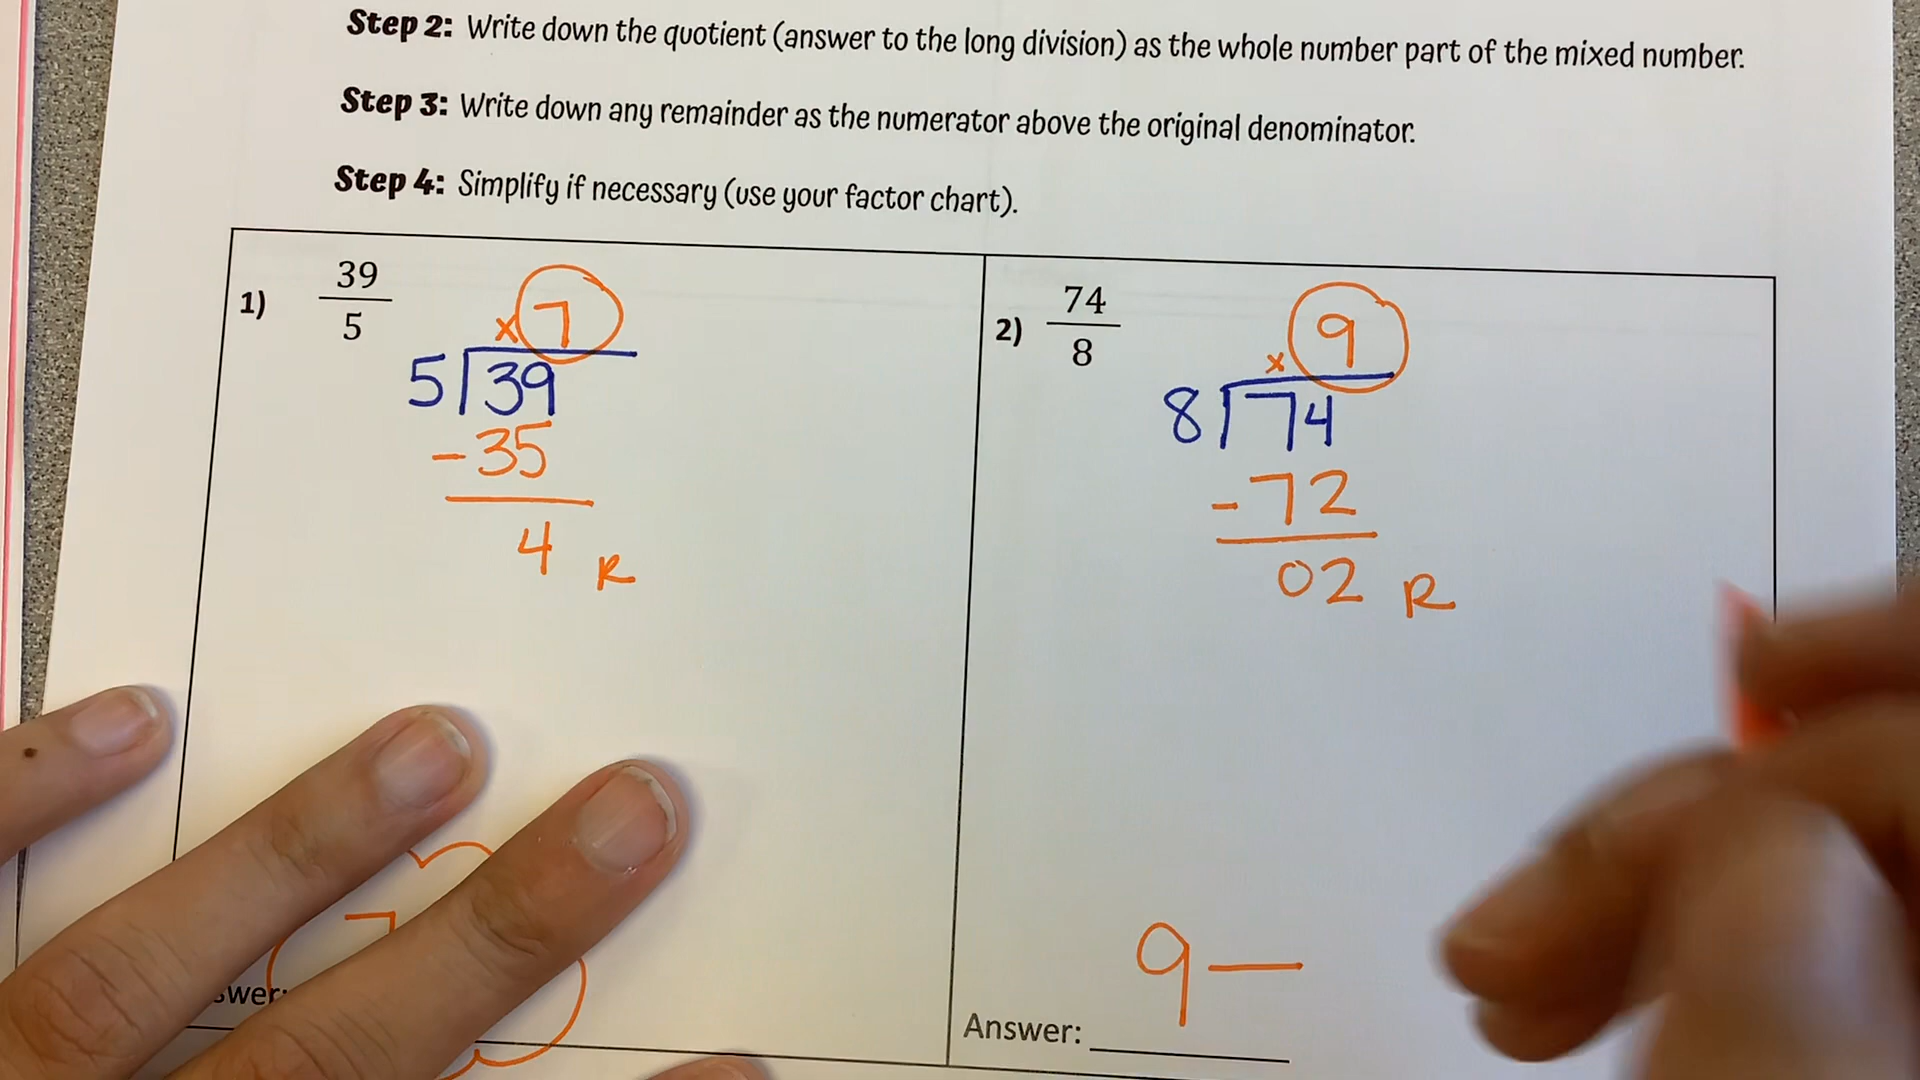 Step 2: Write down the quotient (answer to the long division) as the whole number part of the mixed number.
Step 3: Write down any remainder as the numerator above the original denominator.
Step 4: Simplify if necessary (use your factor chart).
1)
39
5
x 7
5 39
- 35
4 R
7
2)
74
8
x 9
8 74
- 72
02 R
9 —
Answer: